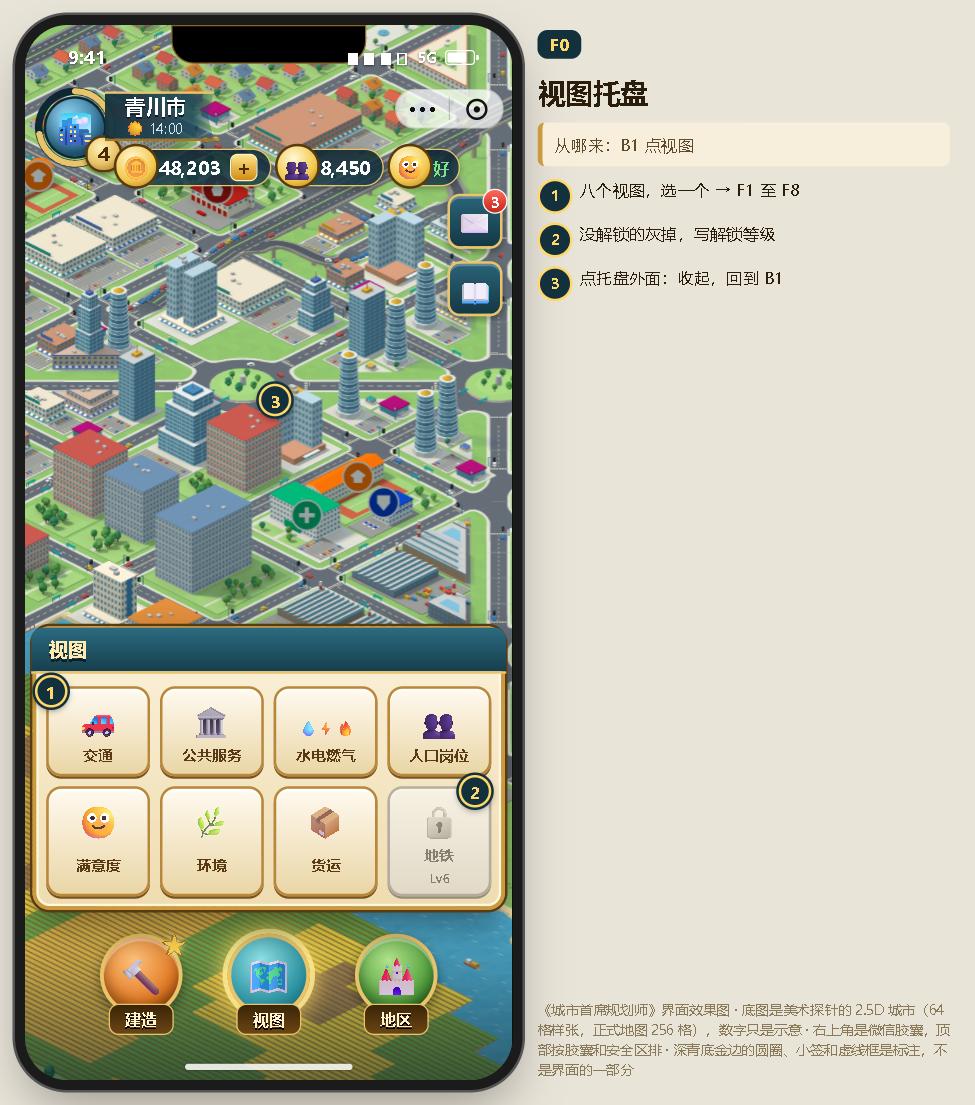 9:41
5G
青川市
14:00
4
48,203 +
8,450
好
3
3
视图
1
交通
公共服务
水电燃气
人口岗位
2
满意度
环境
货运
地铁
Lv6
建造
视图
地区
F0
视图托盘
从哪来：B1 点视图
1 八个视图，选一个 → F1 至 F8
2 没解锁的灰掉，写解锁等级
3 点托盘外面：收起，回到 B1
《城市首席规划师》界面效果图 · 底图是美术探针的 2.5D 城市（64
格样张，正式地图 256 格），数字只是示意 · 右上角是微信胶囊，顶
部按胶囊和安全区排 · 深青底金边的圆圈、小签和虚线框是标注，不
是界面的一部分